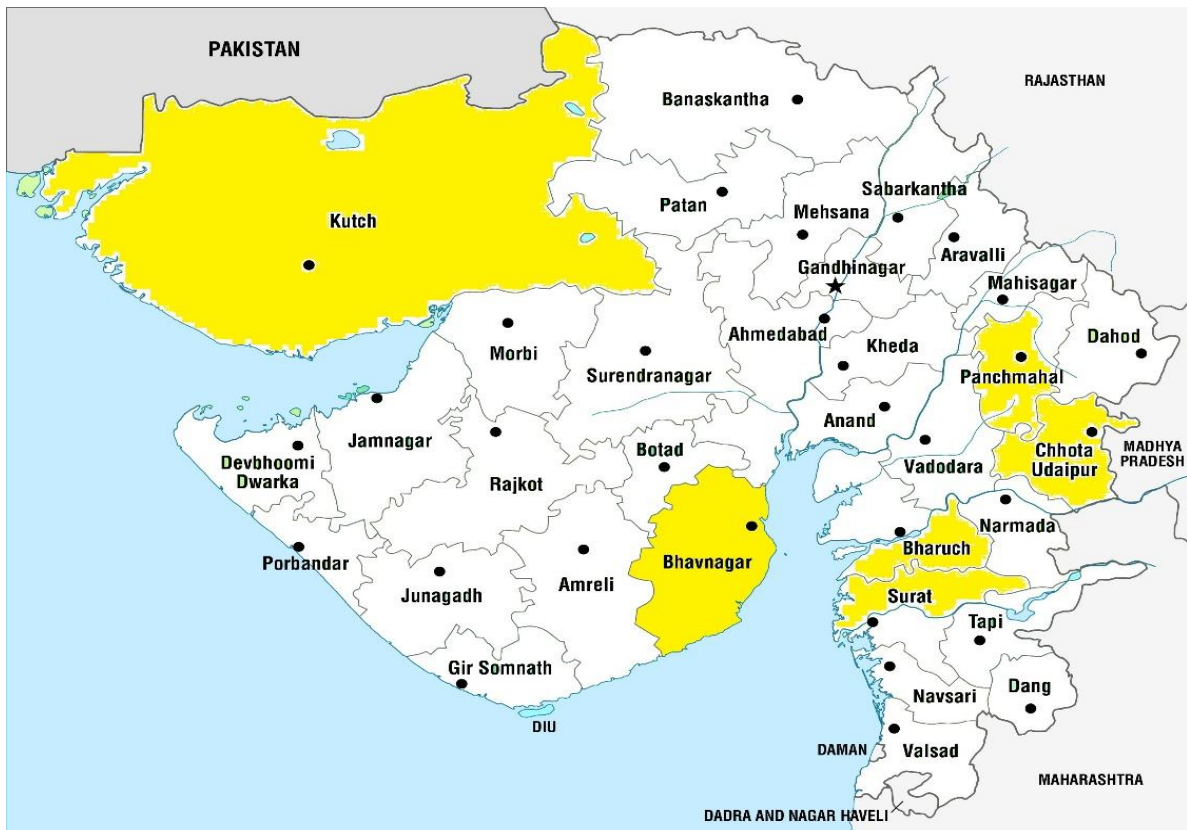 PAKISTAN
RAJASTHAN
Banaskantha
Patan
Sabarkantha
Mehsana
Kutch
Aravalli
Gandhinagar
Mahisagar
Ahmedabad
Kheda
Dahod
Morbi
Surendranagar
Panchmahal
Anand
Jamnagar
Botad
Chhota
Udaipur
MADHYA
PRADESH
Devbhoomi
Dwarka
Rajkot
Vadodara
Narmada
Bharuch
Porbandar
Bhavnagar
Amreli
Junagadh
Surat
Tapi
Gir Somnath
Dang
Navsari
DIU
DAMAN
Valsad
MAHARASHTRA
DADRA AND NAGAR HAVELI